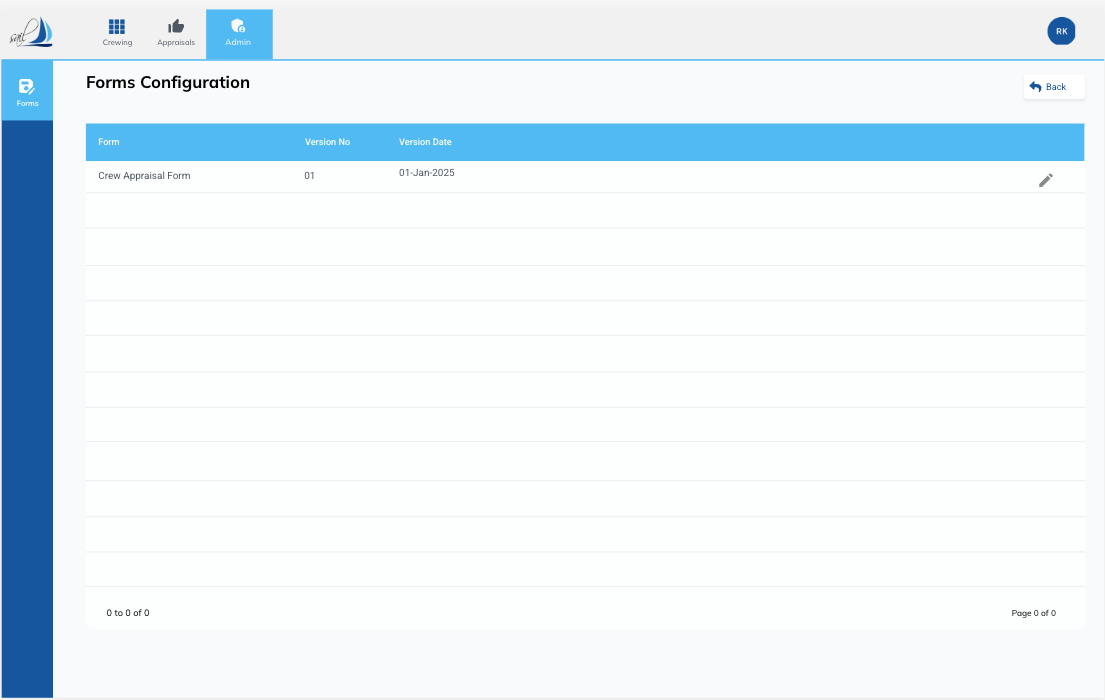 sail
Crewing
Appraisals
Admin
RK
Forms
Forms Configuration
Back
Form Version No Version Date
Crew Appraisal Form 01 01-Jan-2025
0 to 0 of 0
Page 0 of 0